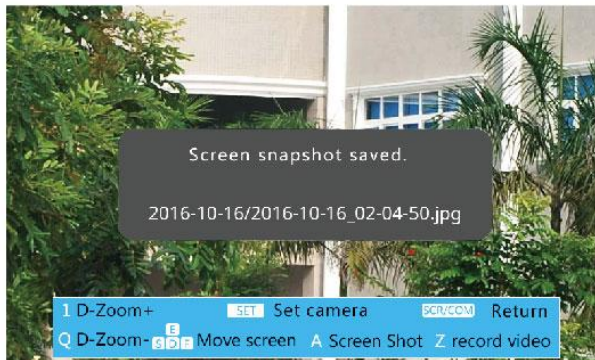 Screen snapshot saved.
2016-10-16/2016-10-16_02-04-50.jpg
1 D-Zoom+ SET Set camera SCR/COM Return
E
Q D-Zoom- S D F Move screen A Screen Shot Z record video